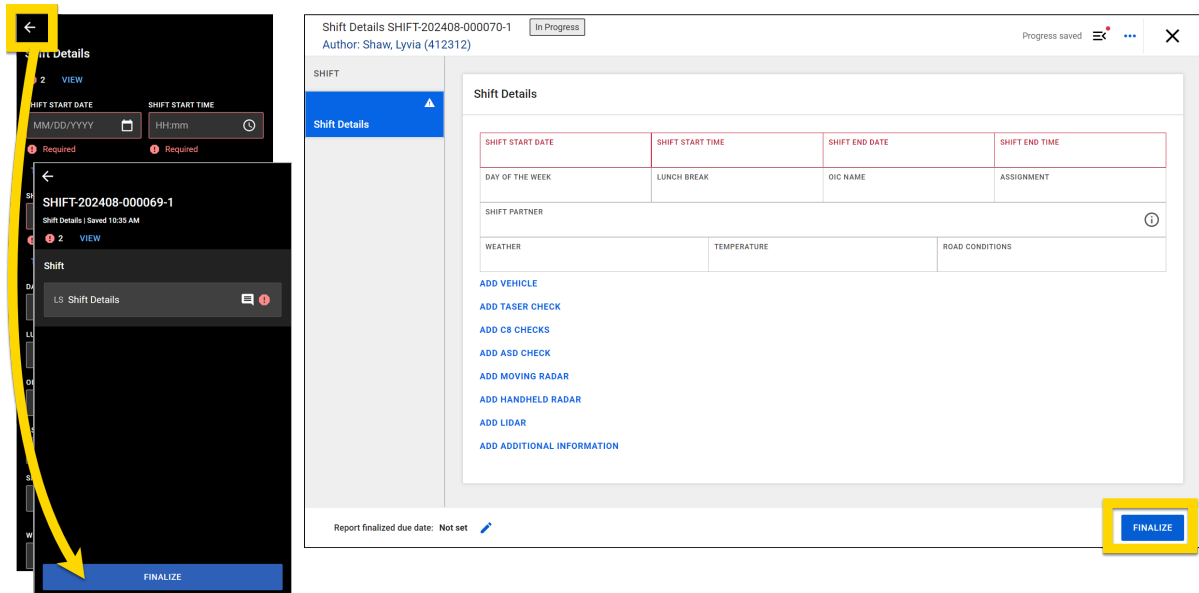 Shift Details
2 VIEW
SHIFT START DATE SHIFT START TIME
MM/DD/YYYY HH:mm
Required Required
SHIFT-202408-000069-1
Shift Details | Saved 10:35 AM
2 VIEW
Shift
LS Shift Details
FINALIZE
Shift Details SHIFT-202408-000070-1 In Progress
Author: Shaw, Lyvia (412312)
Progress saved
SHIFT
Shift Details
Shift Details
SHIFT START DATE SHIFT START TIME SHIFT END DATE SHIFT END TIME
DAY OF THE WEEK LUNCH BREAK OIC NAME ASSIGNMENT
SHIFT PARTNER
WEATHER TEMPERATURE ROAD CONDITIONS
ADD VEHICLE
ADD TASER CHECK
ADD C8 CHECKS
ADD ASD CHECK
ADD MOVING RADAR
ADD HANDHELD RADAR
ADD LIDAR
ADD ADDITIONAL INFORMATION
Report finalized due date: Not set
FINALIZE